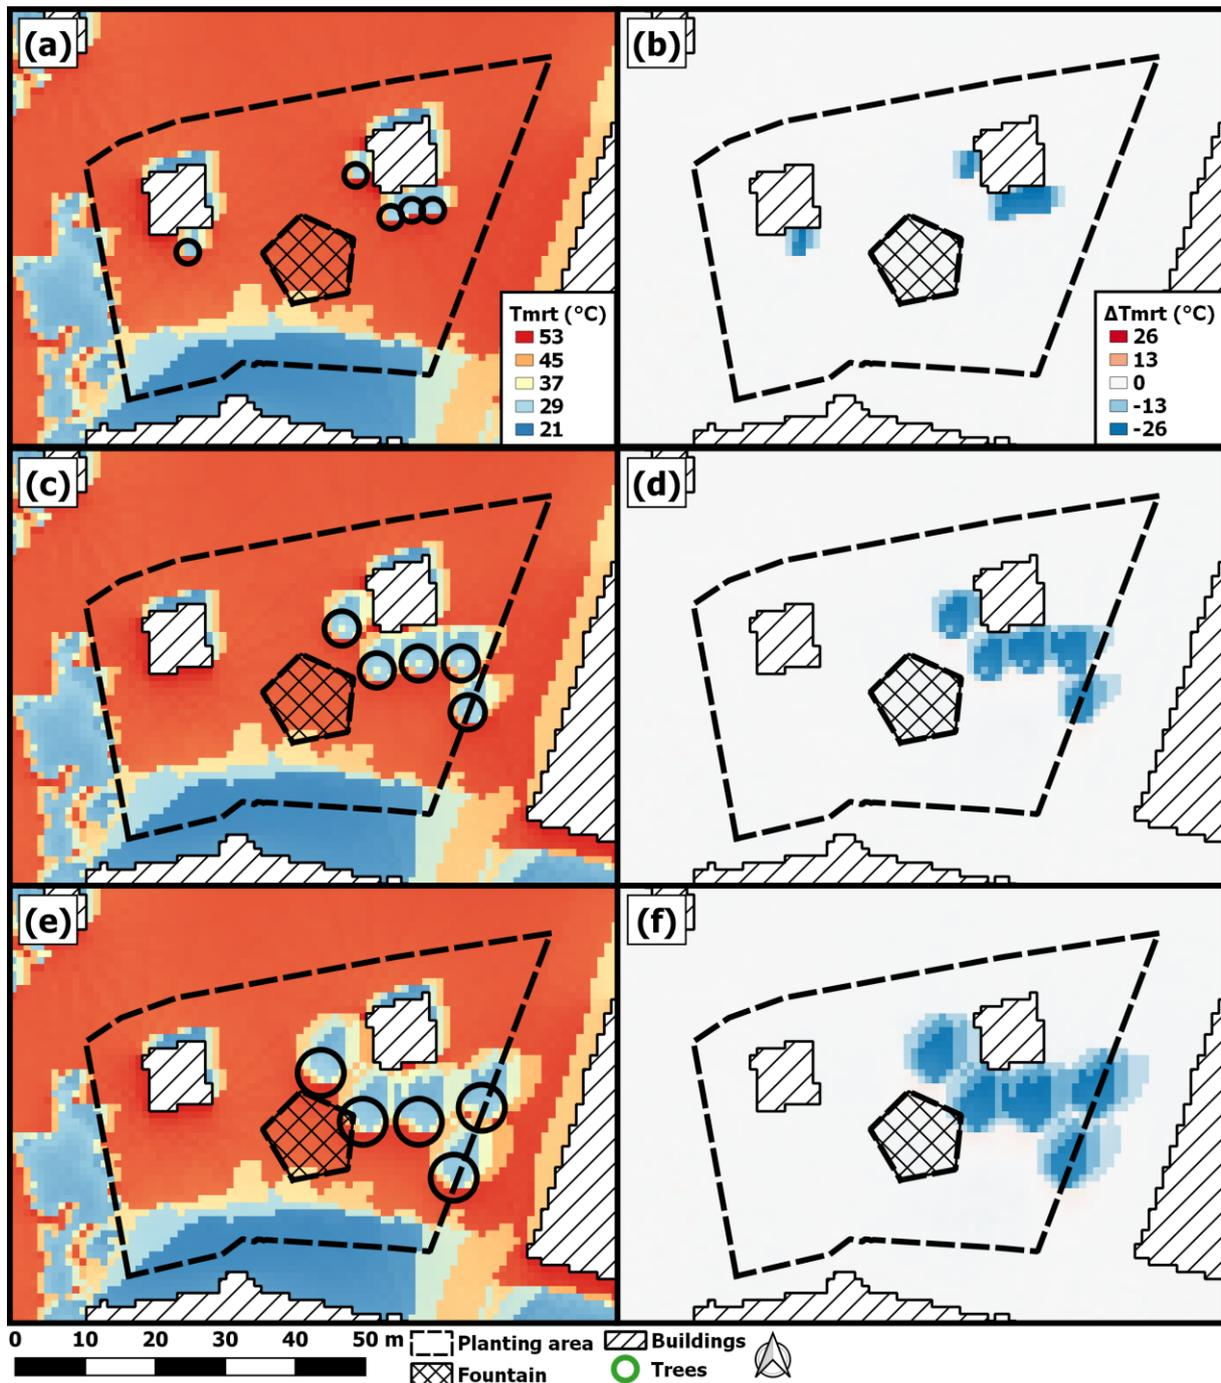 (a)
(b)
Tmrt (°C)
53
45
37
29
21
ΔTmrt (°C)
26
13
0
-13
-26
(c)
(d)
(e)
(f)
0 10 20 30 40 50 m
Planting area
Buildings
Fountain
Trees